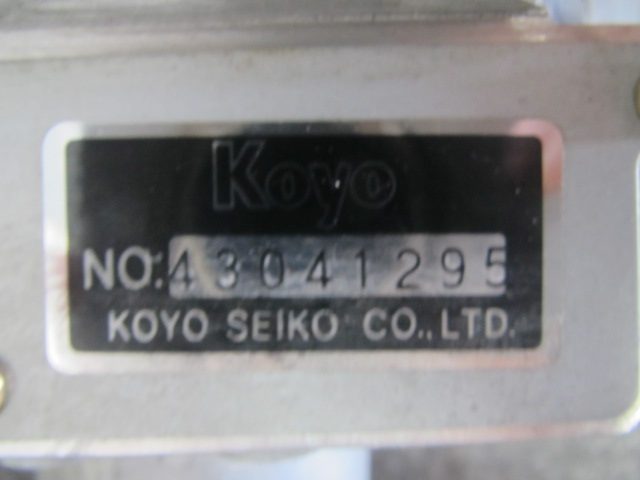 Koyo
NO. 43041295
KOYO SEIKO CO., LTD.